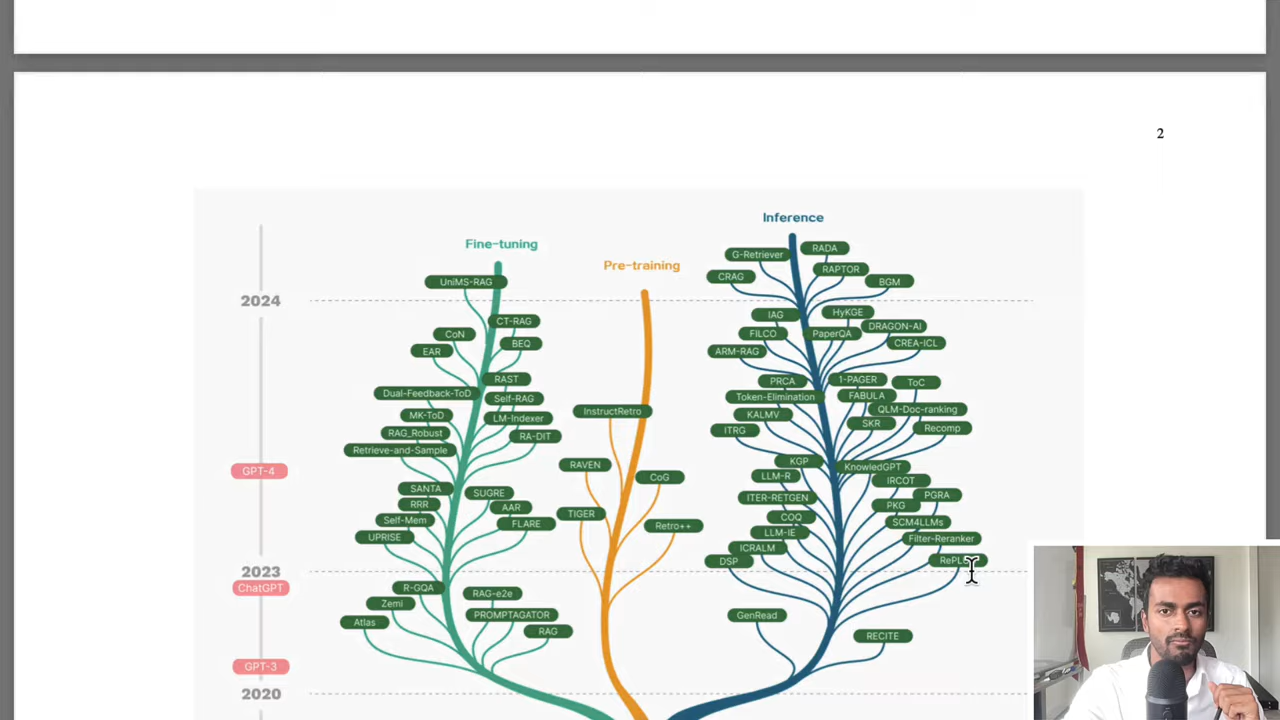 2
Inference
Fine-tuning
Pre-training
G-Retriever
RADA
CRAG
RAPTOR
BGM
UniMS-RAG
2024
IAG
HyKGE
CT-RAG
DRAGON-AI
CoN
FILCO
PaperQA
BEQ
CREA-ICL
EAR
ARM-RAG
RAST
PRCA
1-PAGER
ToC
Dual-Feedback-ToD
Self-RAG
Token-Elimination
FABULA
MK-ToD
LM-Indexer
InstructRetro
KALMV
QLM-Doc-ranking
RAG_Robust
RA-DIT
ITRG
SKR
Recomp
Retrieve-and-Sample
GPT-4
RAVEN
CoG
KGP
LLM-R
KnowledGPT
IRCOT
SANTA
SUGRE
ITER-RETGEN
PGRA
RRR
AAR
PKG
Self-Mem
FLARE
TIGER
Retro++
COQ
SCM4LLMs
UPRISE
LLM-IE
Filter-Reranker
ICRALM
DSP
2023
ChatGPT
R-GQA
RAG-e2e
Zemi
PROMPTAGATOR
GenRead
Atlas
RAG
RECITE
GPT-3
2020